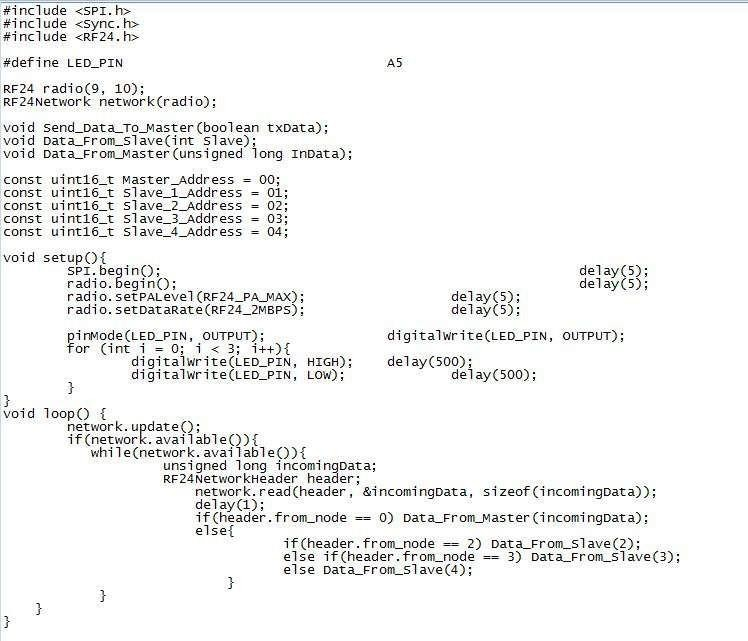 #include <SPI.h>
#include <Sync.h>
#include <RF24.h>
#define LED_PIN A5
RF24 radio(9, 10);
RF24Network network(radio);
void Send_Data_To_Master(boolean txData);
void Data_From_Slave(int Slave);
void Data_From_Master(unsigned long InData);
const uint16_t Master_Address = 00;
const uint16_t Slave_1_Address = 01;
const uint16_t Slave_2_Address = 02;
const uint16_t Slave_3_Address = 03;
const uint16_t Slave_4_Address = 04;
void setup(){
SPI.begin(); delay(5);
radio.begin(); delay(5);
radio.setPALevel(RF24_PA_MAX); delay(5);
radio.setDataRate(RF24_2MBPS); delay(5);
pinMode(LED_PIN, OUTPUT); digitalWrite(LED_PIN, OUTPUT);
for (int i = 0; i < 3; i++){
digitalWrite(LED_PIN, HIGH); delay(500);
digitalWrite(LED_PIN, LOW); delay(500);
}
}
void loop() {
network.update();
if(network.available()){
while(network.available()){
unsigned long incomingData;
RF24NetworkHeader header;
network.read(header, &incomingData, sizeof(incomingData));
delay(1);
if(header.from_node == 0) Data_From_Master(incomingData);
else{
if(header.from_node == 2) Data_From_Slave(2);
else if(header.from_node == 3) Data_From_Slave(3);
else Data_From_Slave(4);
}
}
}
}